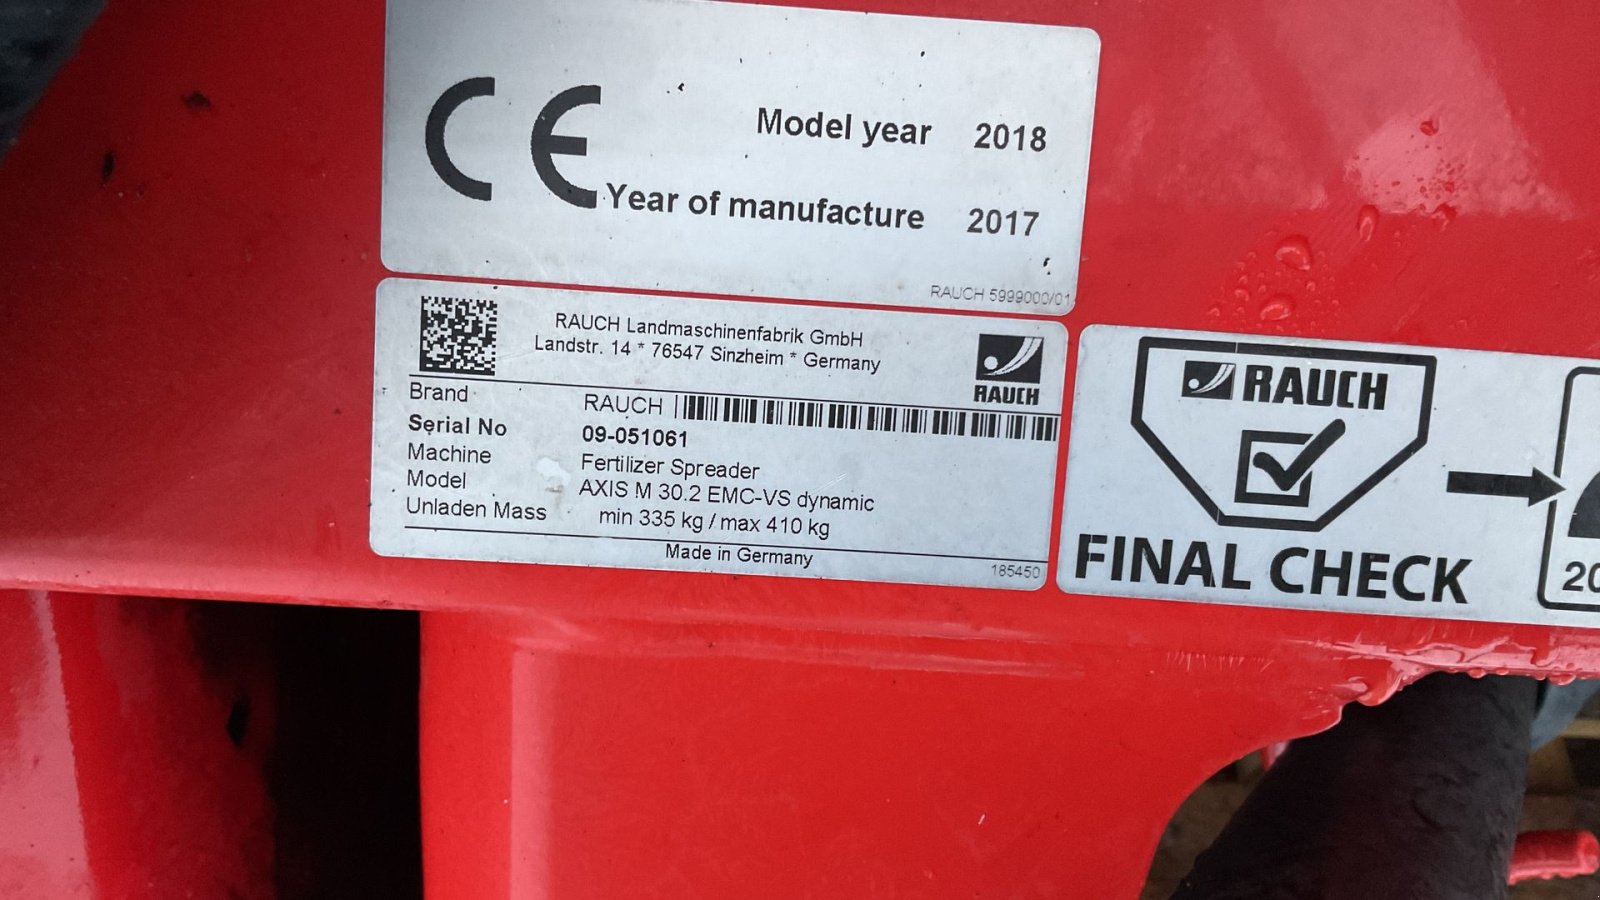 CE
Model year 2018
Year of manufacture 2017
RAUCH 5999000/01
RAUCH Landmaschinenfabrik GmbH
Landstr. 14 * 76547 Sinzheim * Germany
RAUCH
Brand RAUCH
Serial No 09-051061
Machine Fertilizer Spreader
Model AXIS M 30.2 EMC-VS dynamic
Unladen Mass min 335 kg / max 410 kg
Made in Germany
185450
RAUCH
FINAL CHECK